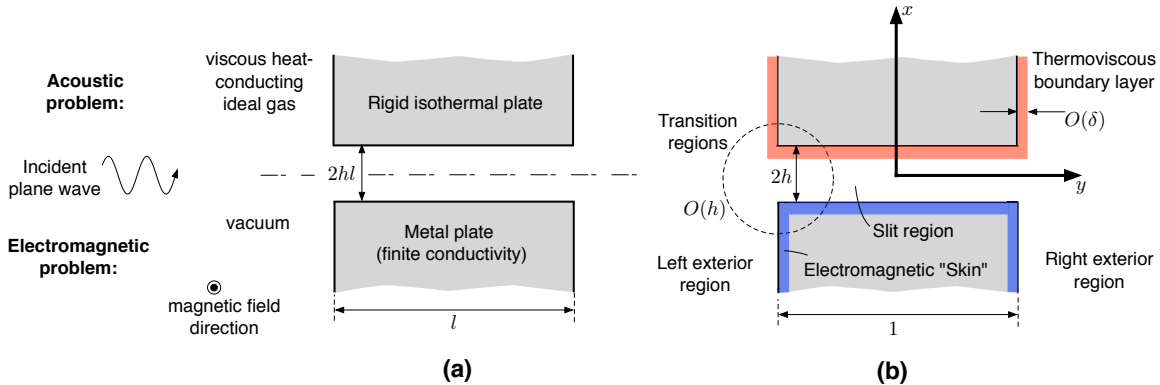 Acoustic
problem:
viscous heat-
conducting
ideal gas
Rigid isothermal plate
Incident
plane wave
2hl
vacuum
Electromagnetic
problem:
Metal plate
(finite conductivity)
magnetic field
direction
l
(a)
x
Thermoviscous
boundary layer
O(δ)
Transition
regions
2h
y
O(h)
Slit region
Left exterior
region
Electromagnetic "Skin"
Right exterior
region
1
(b)